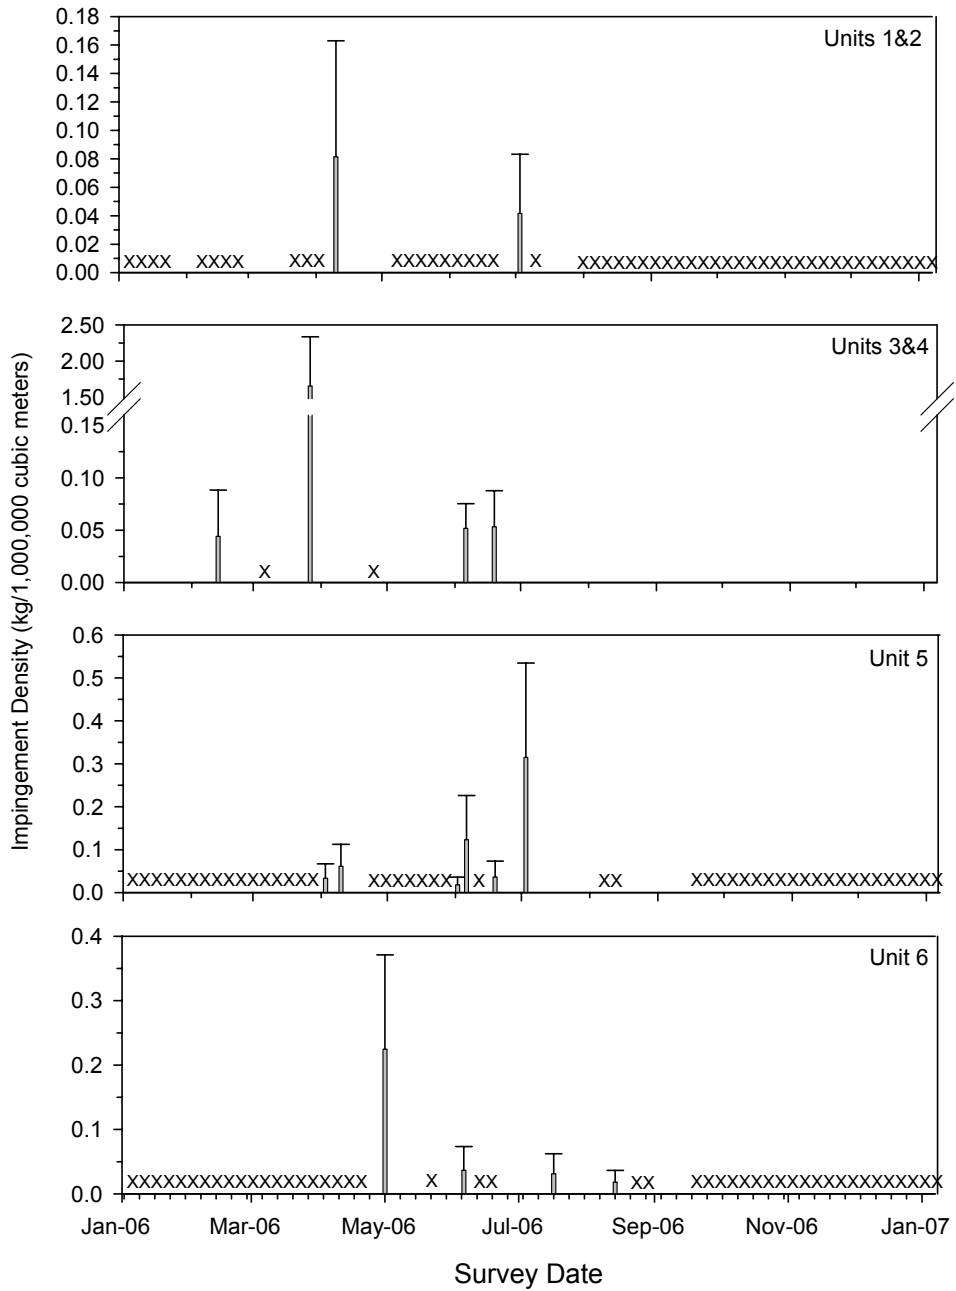 Impingement Density (kg/1,000,000 cubic meters)
0.18
0.16
0.14
0.12
0.10
0.08
0.06
0.04
0.02
0.00
Units 1&2
XXXX XXXX XXX XXXXXXXXX X XXXXXXXXXXXXXXXXXXXXXXXXXXXXXX
2.50
2.00
1.50
0.15
0.10
0.05
0.00
Units 3&4
X X
0.6
0.5
0.4
0.3
0.2
0.1
0.0
Unit 5
XXXXXXXXXXXXXXXX XXXXXXX X XX XXXXXXXXXXXXXXXXXXXXX
0.4
0.3
0.2
0.1
0.0
Unit 6
XXXXXXXXXXXXXXXXXXXX X XX XX XXXXXXXXXXXXXXXXXXXXX
Jan-06 Mar-06 May-06 Jul-06 Sep-06 Nov-06 Jan-07
Survey Date